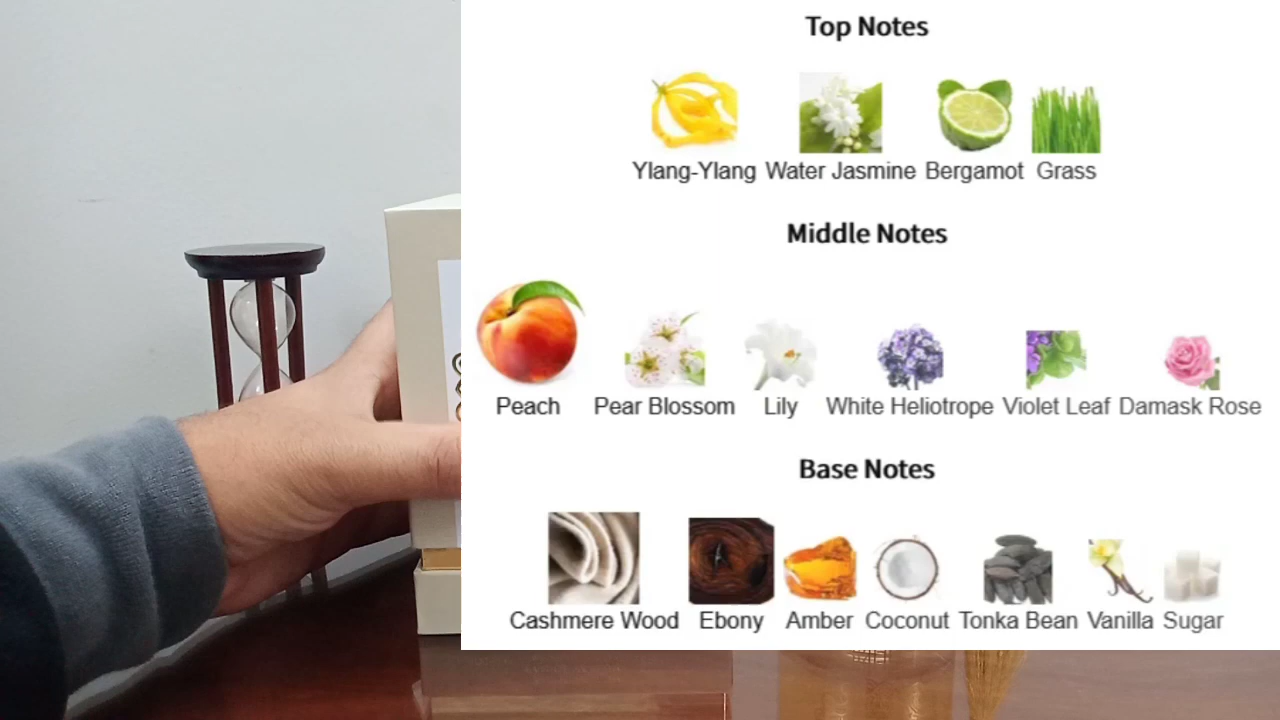 Top Notes
Ylang-Ylang Water Jasmine Bergamot Grass
Middle Notes
Peach Pear Blossom Lily White Heliotrope Violet Leaf Damask Rose
Base Notes
Cashmere Wood Ebony Amber Coconut Tonka Bean Vanilla Sugar